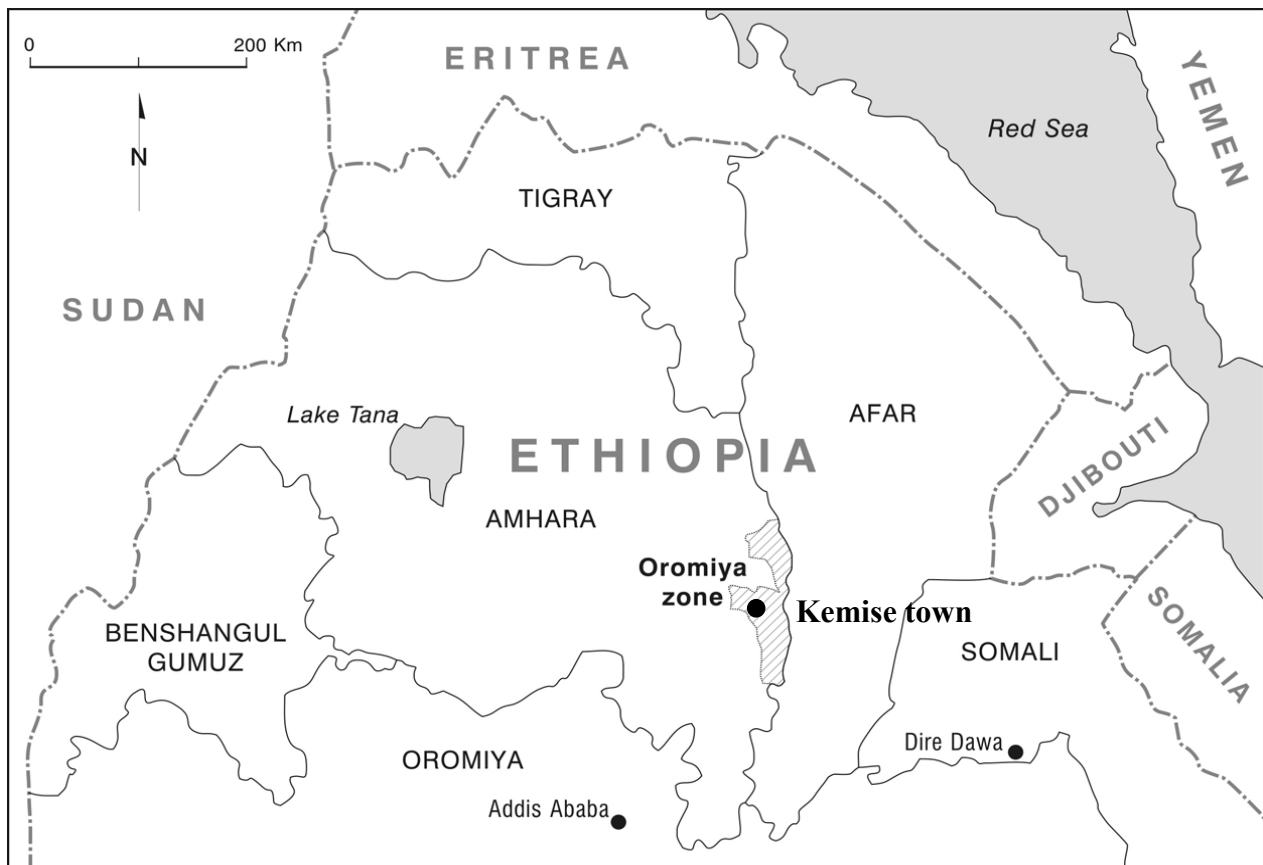 0 200 Km
N
ERITREA
YEMEN
Red Sea
TIGRAY
SUDAN
Lake Tana
AFAR
ETHIOPIA
DJIBOUTI
AMHARA
Oromiya
zone
Kemise town
SOMALIA
BENSHANGUL
GUMUZ
SOMALI
OROMIYA
Dire Dawa
Addis Ababa